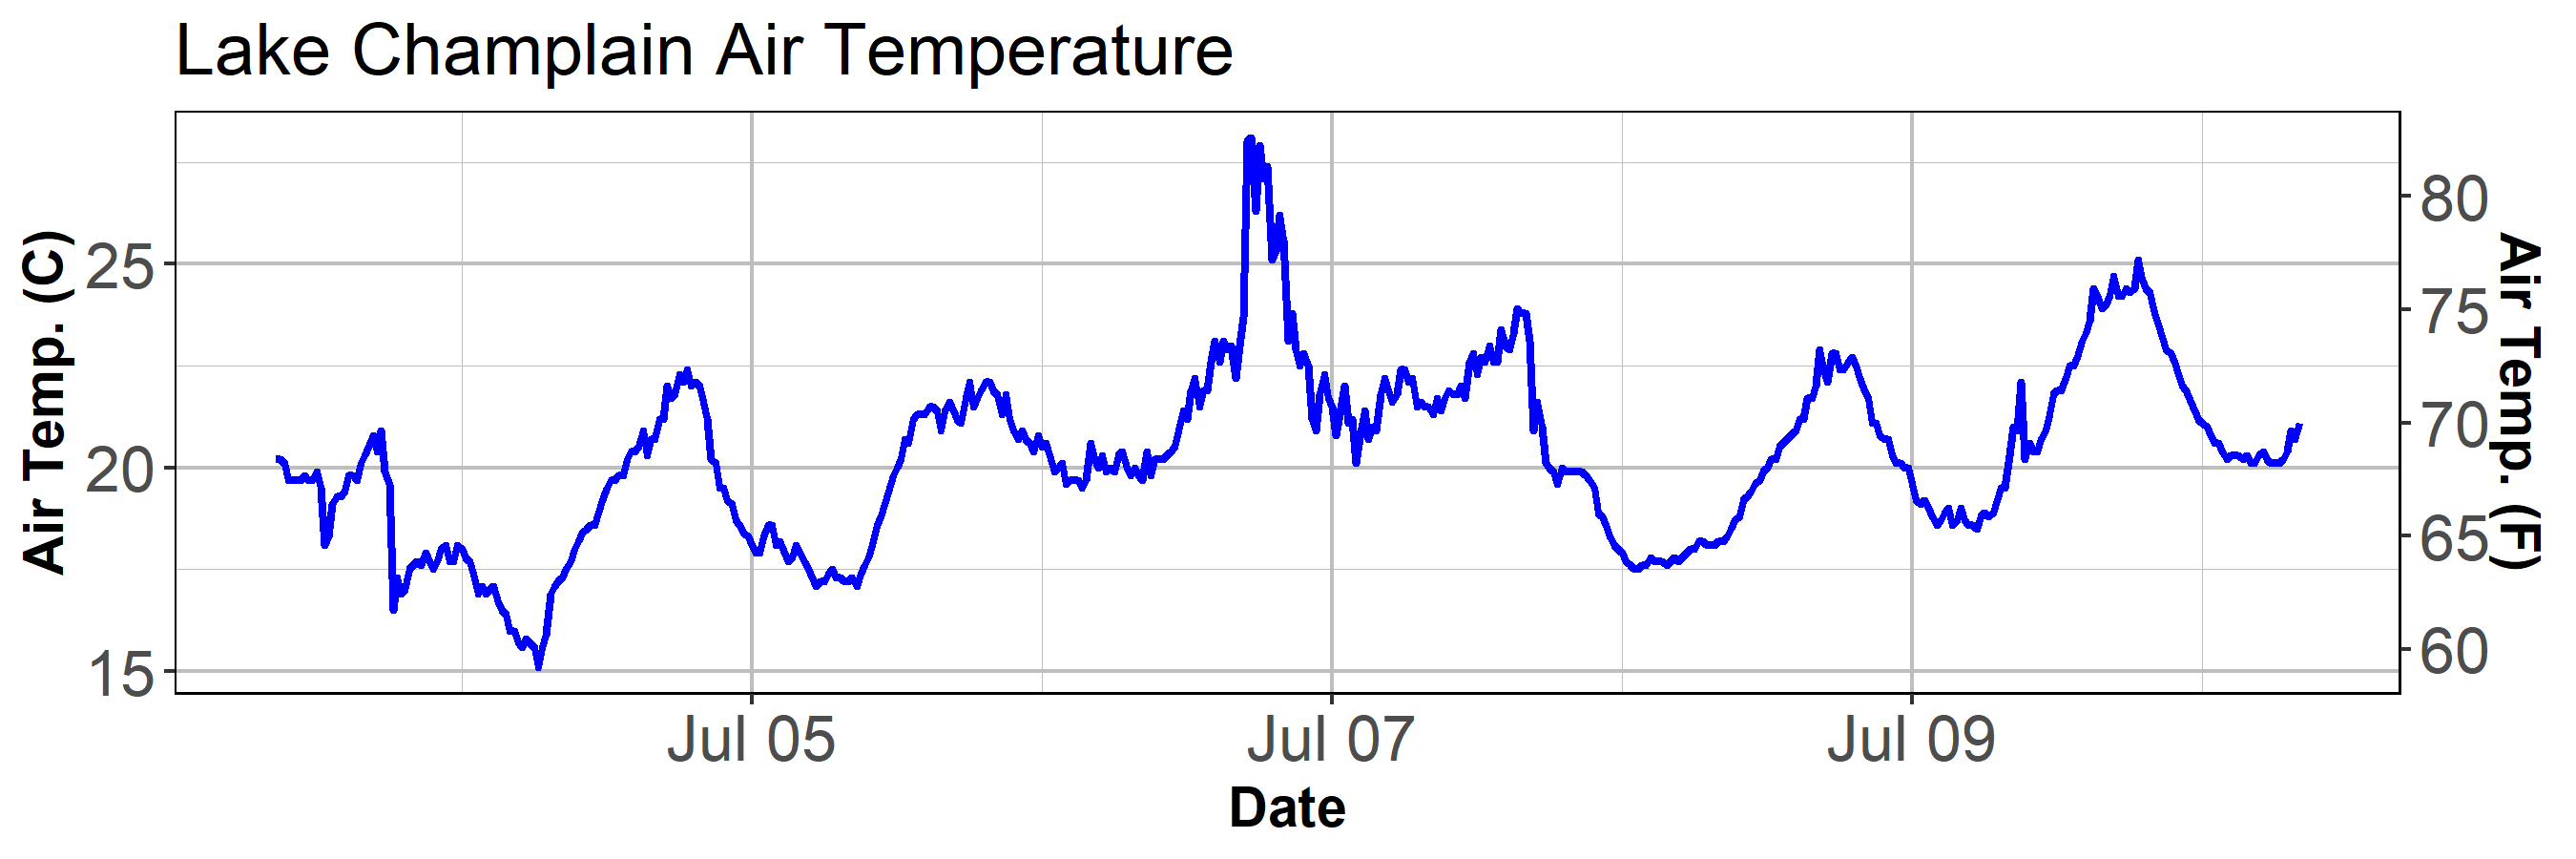 Lake Champlain Air Temperature
Air Temp. (C)
25
20
15
80
75
70
65
60
Air Temp. (F)
Jul 05
Jul 07
Jul 09
Date